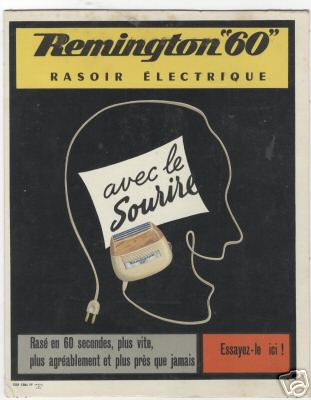 Remington "60"
RASOIR ÉLECTRIQUE
avec le
Sourire
Remington
Rasé en 60 secondes, plus vite,
plus agréablement et plus près que jamais
Essayez-le ici !